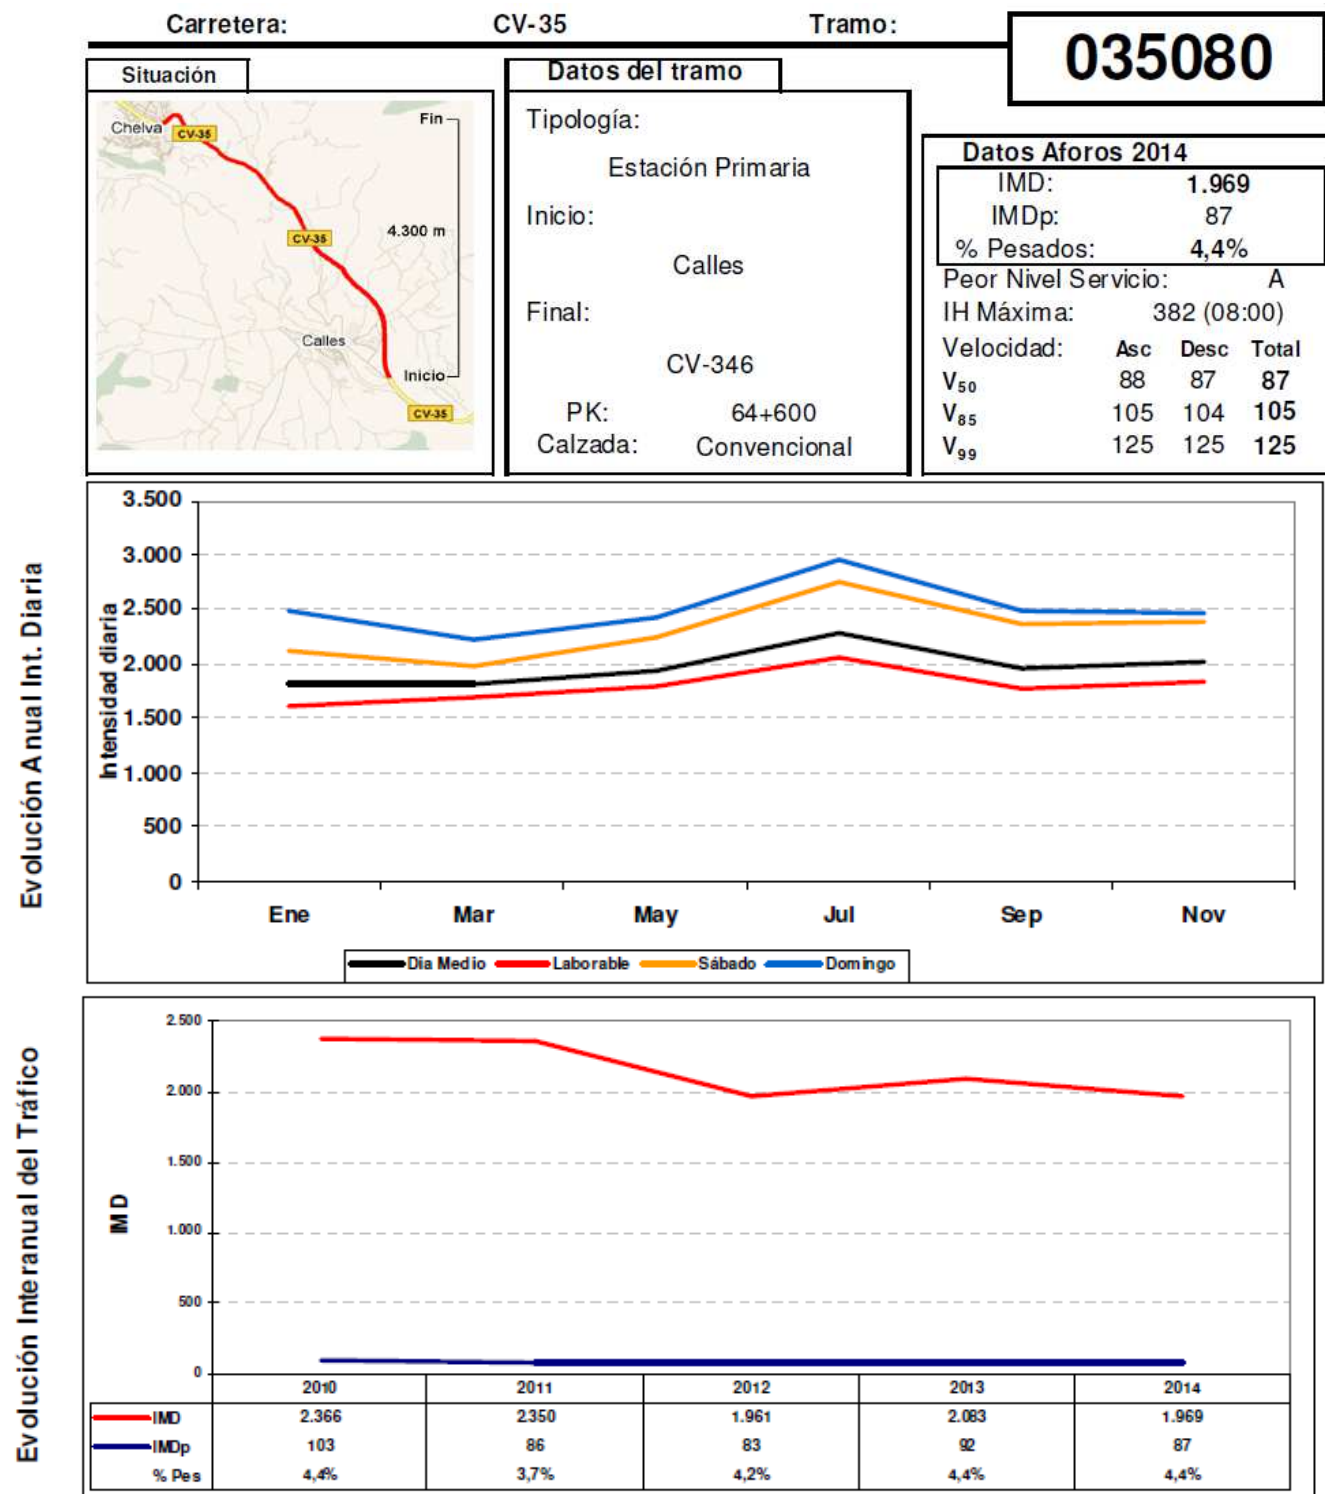 Carretera: CV-35 Tramo: 035080
Situación
Chelva
CV-35
Fin
CV-35
4.300 m
Calles
Inicio
CV-35
Datos del tramo
Tipología:
Estación Primaria
Inicio:
Calles
Final:
CV-346
PK: 64+600
Calzada: Convencional
Datos Aforos 2014
IMD: 1.969
IMDp: 87
% Pesados: 4,4%
Peor Nivel Servicio: A
IH Máxima: 382 (08:00)
Velocidad: Asc Desc Total
V50 88 87 87
V85 105 104 105
V99 125 125 125
Evolución Anual Int. Diaria
Intensidad diaria
3.500
3.000
2.500
2.000
1.500
1.000
500
0
Ene Mar May Jul Sep Nov
Dia Medio Laborable Sábado Domingo
Evolución Interanual del Tráfico
IMD
2.500
2.000
1.500
1.000
500
0
2010 2011 2012 2013 2014
IMD 2.366 2.350 1.961 2.083 1.969
IMDp 103 86 83 92 87
% Pes 4,4% 3,7% 4,2% 4,4% 4,4%